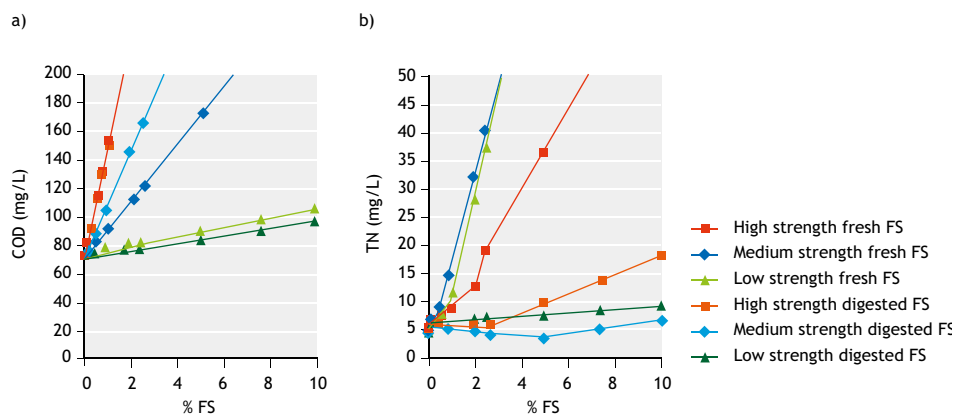 a)
b)
200
180
160
140
120
100
80
60
40
20
0
COD (mg/L)
0 2 4 6 8 10
% FS
50
45
40
35
30
25
20
15
10
5
0
TN (mg/L)
0 2 4 6 8 10
% FS
High strength fresh FS
Medium strength fresh FS
Low strength fresh FS
High strength digested FS
Medium strength digested FS
Low strength digested FS